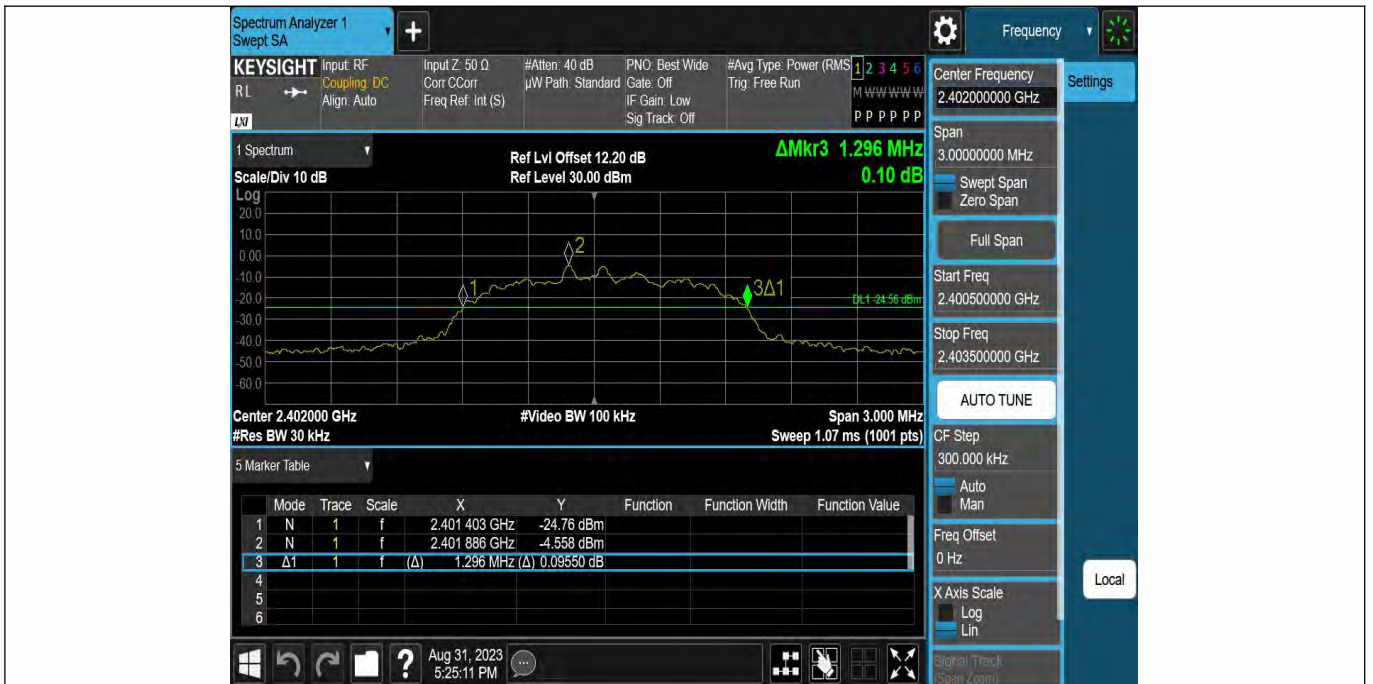 Spectrum Analyzer 1
Swept SA
+
Frequency
KEYSIGHT
RL
LXI
Input: RF
Coupling: DC
Align: Auto
Input Z: 50 Ω
Corr CCorr
Freq Ref: Int (S)
#Atten: 40 dB
µW Path: Standard
PNO: Best Wide
Gate: Off
IF Gain: Low
Sig Track: Off
#Avg Type: Power (RMS
Trig: Free Run
1 2 3 4 5 6
M W W W W W
P P P P P P
1 Spectrum
Scale/Div 10 dB
Ref Lvl Offset 12.20 dB
Ref Level 30.00 dBm
ΔMkr3 1.296 MHz
0.10 dB
Log
20.0
10.0
0.00
-10.0
-20.0
-30.0
-40.0
-50.0
-60.0
1
2
3Δ1
DL1 -24.56 dBm
Center 2.402000 GHz
#Video BW 100 kHz
Span 3.000 MHz
#Res BW 30 kHz
Sweep 1.07 ms (1001 pts)
5 Marker Table
Mode Trace Scale X Y Function Function Width Function Value
1 N 1 f 2.401 403 GHz -24.76 dBm
2 N 1 f 2.401 886 GHz -4.558 dBm
3 Δ1 1 f (Δ) 1.296 MHz (Δ) 0.09550 dB
4
5
6
?
Aug 31, 2023
5:25:11 PM
Center Frequency
2.402000000 GHz
Settings
Span
3.00000000 MHz
Swept Span
Zero Span
Full Span
Start Freq
2.400500000 GHz
Stop Freq
2.403500000 GHz
AUTO TUNE
CF Step
300.000 kHz
Auto
Man
Freq Offset
0 Hz
Local
X Axis Scale
Log
Lin
Signal Track
(Span Zoom)